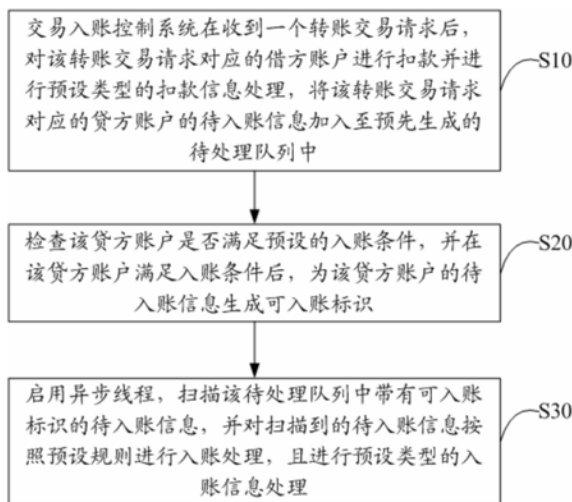 交易入账控制系统在收到一个转账交易请求后，
对该转账交易请求对应的借方账户进行扣款并进
行预设类型的扣款信息处理，将该转账交易请求
对应的贷方账户的待入账信息加入至预先生成的
待处理队列中
S10
检查该贷方账户是否满足预设的入账条件，并在
该贷方账户满足入账条件后，为该贷方账户的待
入账信息生成可入账标识
S20
启用异步线程，扫描该待处理队列中带有可入账
标识的待入账信息，并对扫描到的待入账信息按
照预设规则进行入账处理，且进行预设类型的入
账信息处理
S30